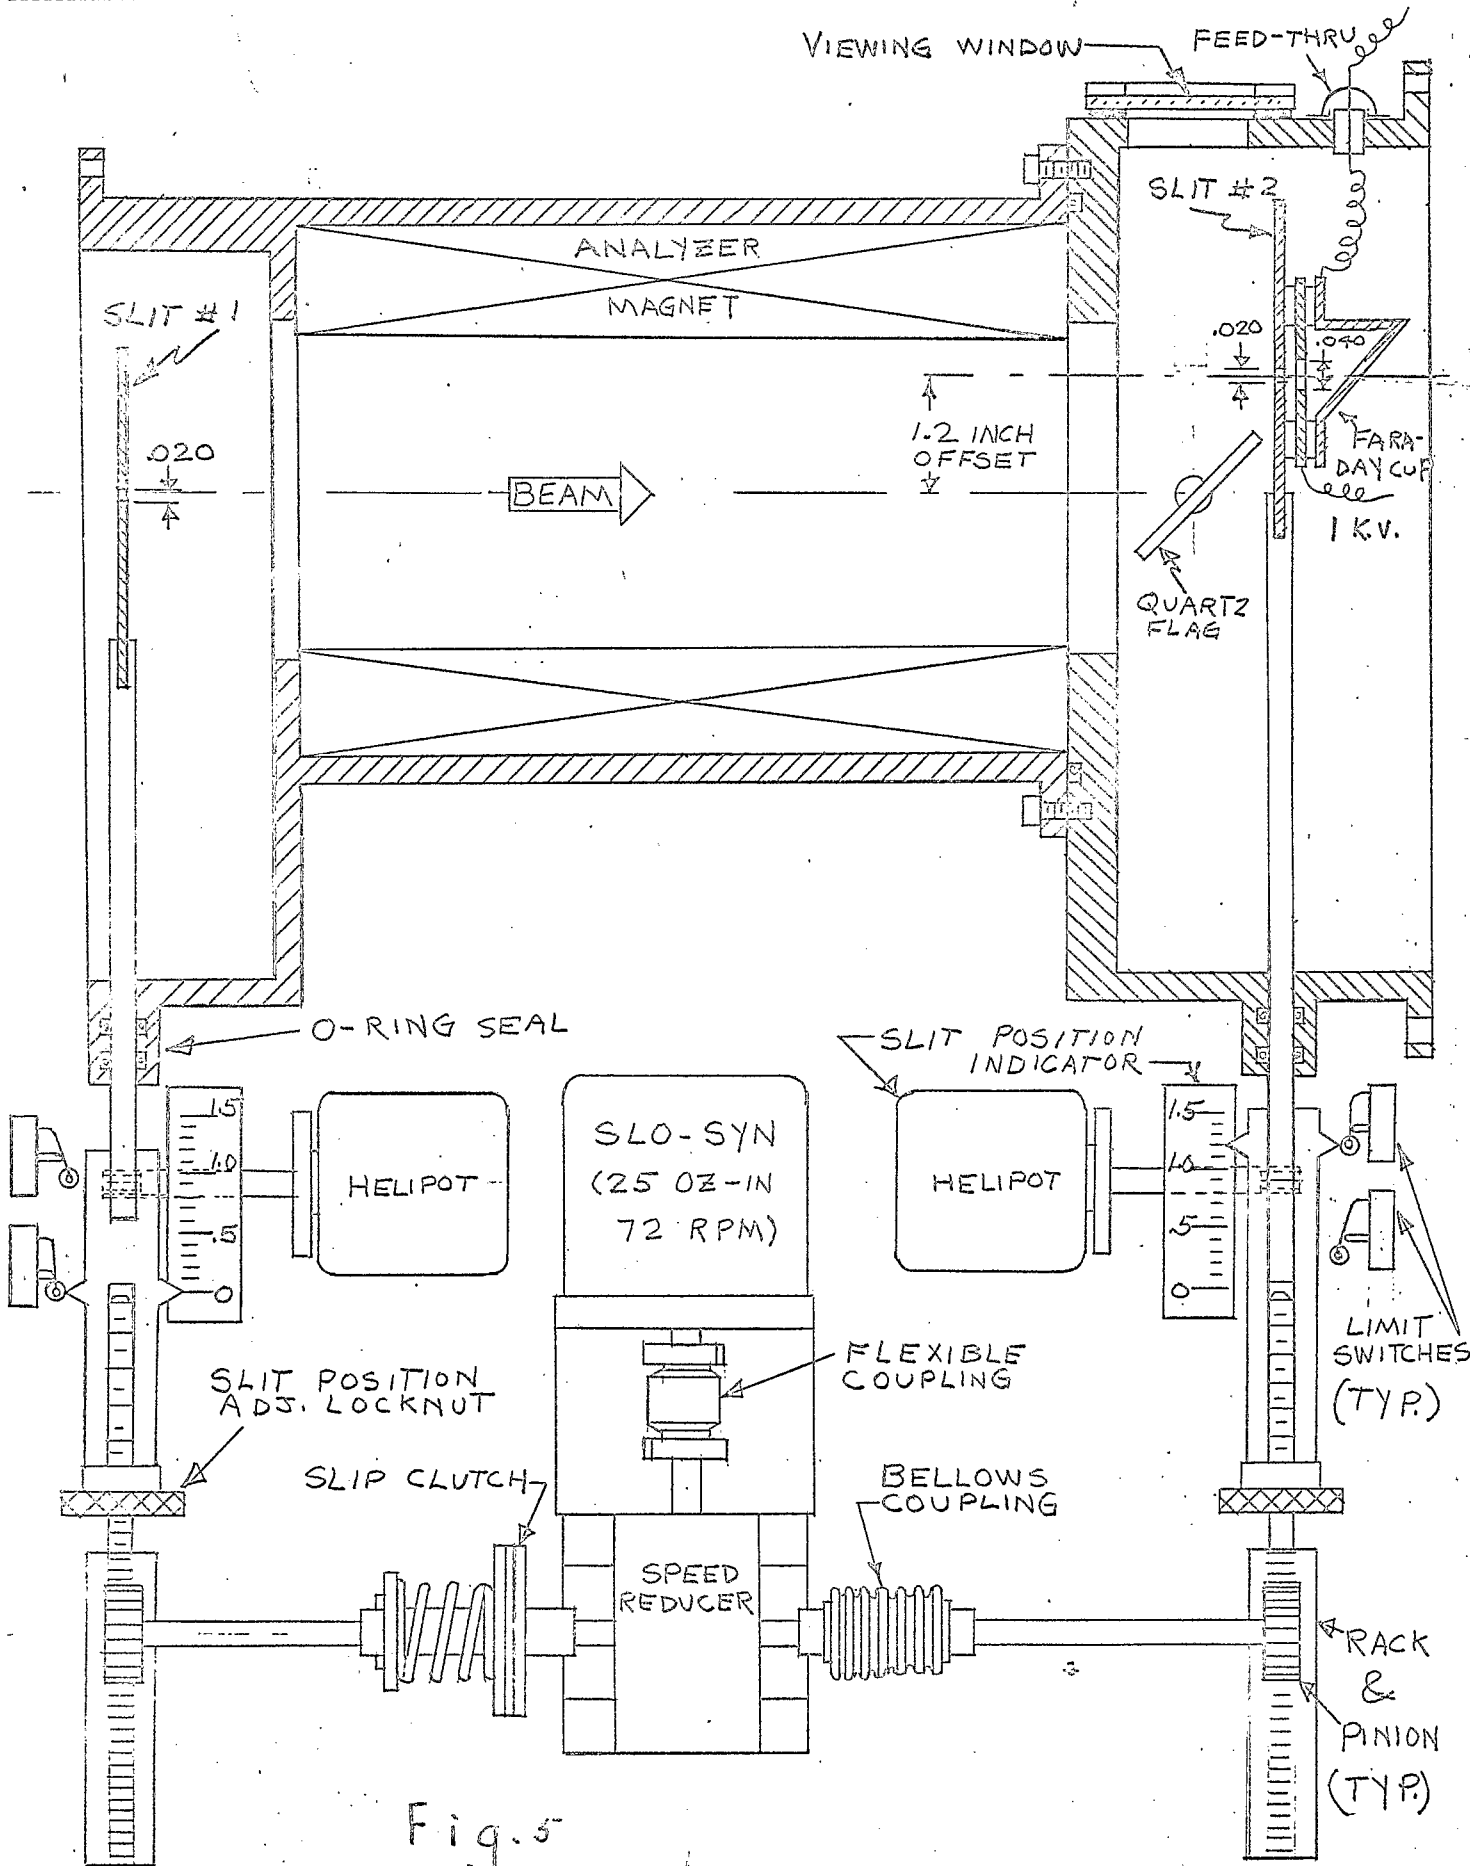 VIEWING WINDOW
FEED-THRU
SLIT #2
ANALYZER
MAGNET
SLIT #1
.020
.040
.020
1.2 INCH
OFFSET
BEAM
FARA-
DAY CUP
1 K.V.
QUARTZ
FLAG
O-RING SEAL
SLIT POSITION
INDICATOR
1.5
1.0
.5
0
HELIPOT
SLO-SYN
(25 OZ-IN
72 RPM)
HELIPOT
1.5
1.0
.5
0
LIMIT
SWITCHES
(TYP.)
FLEXIBLE
COUPLING
SLIT POSITION
ADJ. LOCKNUT
SLIP CLUTCH
BELLOWS
COUPLING
SPEED
REDUCER
RACK
&
PINION
(TYP.)
Fig. 5